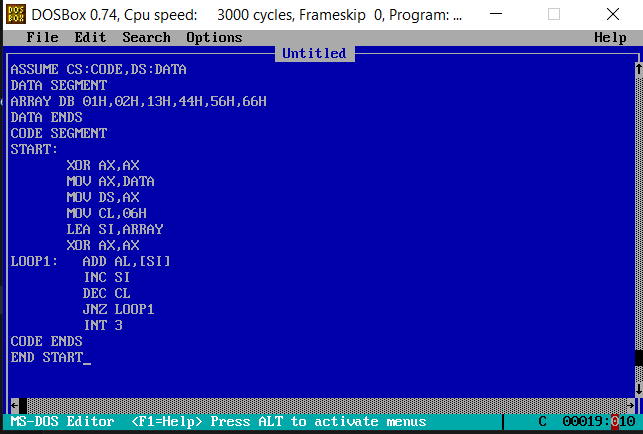 DOS BOX DOSBox 0.74, Cpu speed: 3000 cycles, Frameskip 0, Program: ...
File Edit Search Options Help
Untitled
ASSUME CS:CODE,DS:DATA
DATA SEGMENT
ARRAY DB 01H,02H,13H,44H,56H,66H
DATA ENDS
CODE SEGMENT
START:
XOR AX,AX
MOV AX,DATA
MOV DS,AX
MOV CL,06H
LEA SI,ARRAY
XOR AX,AX
LOOP1: ADD AL,[SI]
INC SI
DEC CL
JNZ LOOP1
INT 3
CODE ENDS
END START_
MS-DOS Editor <F1=Help> Press ALT to activate menus C 00019:010